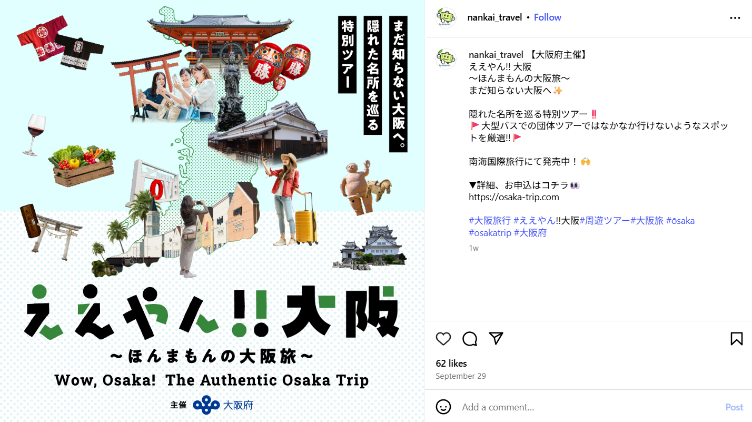 まだ知らない大阪へ。
隠れた名所を巡る
特別ツアー
勝
勝
ええやん!!大阪
～ほんまもんの大阪旅～
Wow, Osaka! The Authentic Osaka Trip
主催 大阪府
nankai_travel • Follow
nankai_travel 【大阪府主催】
ええやん!! 大阪
～ほんまもんの大阪旅～
まだ知らない大阪へ✨
隠れた名所を巡る特別ツアー‼️
🚩大型バスでの団体ツアーではなかなか行けないようなスポッ
トを厳選!!🚩
南海国際旅行にて発売中！🙌
▼詳細、お申込はコチラ📷
https://osaka-trip.com
#大阪旅行 #ええやん!!大阪#周遊ツアー#大阪旅 #ōsaka
#osakatrip #大阪府
1w
62 likes
September 29
Add a comment...
Post